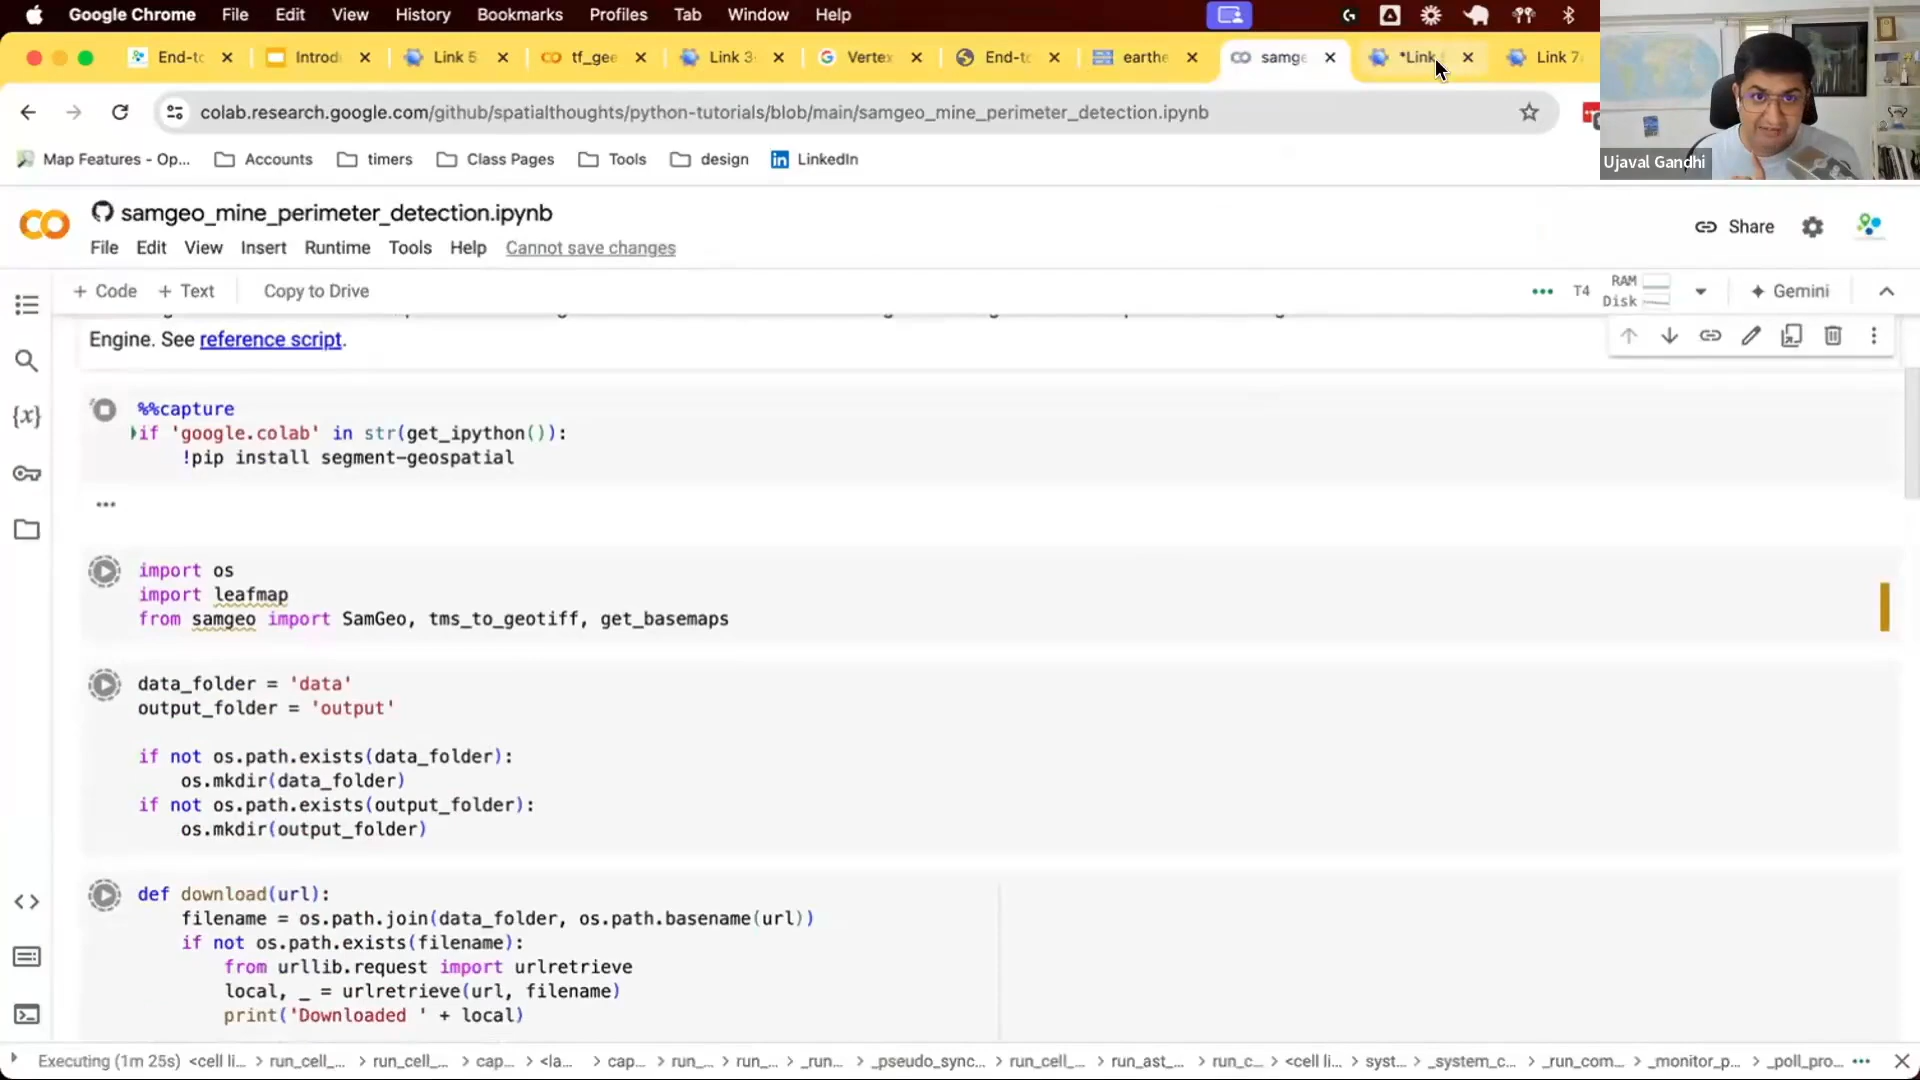 Google Chrome File Edit View History Bookmarks Profiles Tab Window Help
End-to Introdu Link 5 tf_gee Link 3 Vertex End-to earthe samge *Link Link 7
colab.research.google.com/github/spatialthoughts/python-tutorials/blob/main/samgeo_mine_perimeter_detection.ipynb
Map Features - Op... Accounts timers Class Pages Tools design LinkedIn
Ujaval Gandhi
samgeo_mine_perimeter_detection.ipynb
Share
File Edit View Insert Runtime Tools Help Cannot save changes
+ Code + Text Copy to Drive
T4 RAM Disk Gemini
Engine. See reference script.
%%capture
if 'google.colab' in str(get_ipython()):
!pip install segment-geospatial
...
import os
import leafmap
from samgeo import SamGeo, tms_to_geotiff, get_basemaps
data_folder = 'data'
output_folder = 'output'
if not os.path.exists(data_folder):
os.mkdir(data_folder)
if not os.path.exists(output_folder):
os.mkdir(output_folder)
def download(url):
filename = os.path.join(data_folder, os.path.basename(url))
if not os.path.exists(filename):
from urllib.request import urlretrieve
local, _ = urlretrieve(url, filename)
print('Downloaded ' + local)
Executing (1m 25s) <cell li... > run_cell_... > run_cell_... > cap... > <la... > cap... > run_... > run_... > _run... > _pseudo_sync... > run_cell_... > run_ast_... > run_c... > <cell li... > syst... > _system_c... > _run_com... > _monitor_p... > _poll_pro... ...